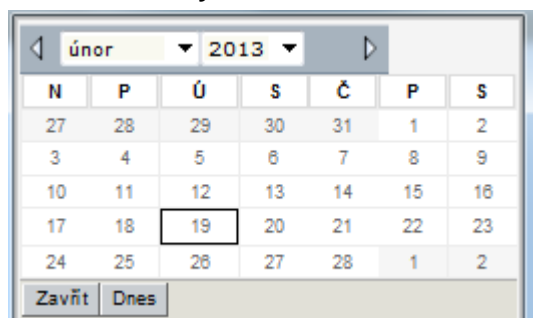 únor 2013
N P Ú S Č P S
27 28 29 30 31 1 2
3 4 5 6 7 8 9
10 11 12 13 14 15 16
17 18 19 20 21 22 23
24 25 26 27 28 1 2
Zavřít Dnes